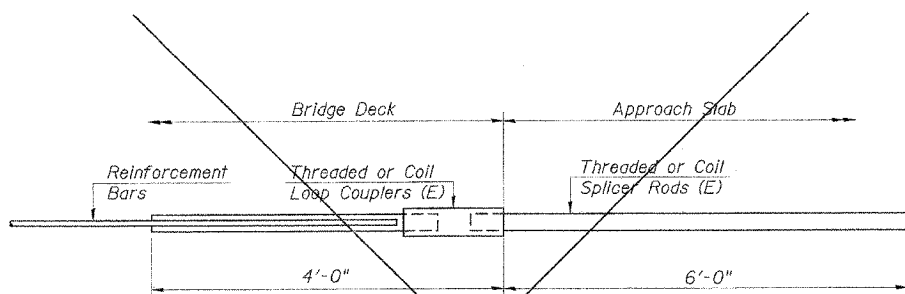 Bridge Deck
Approach Slab
Reinforcement
Bars
Threaded or Coil
Loop Couplers (E)
Threaded or Coil
Splicer Rods (E)
4'-0"
6'-0"